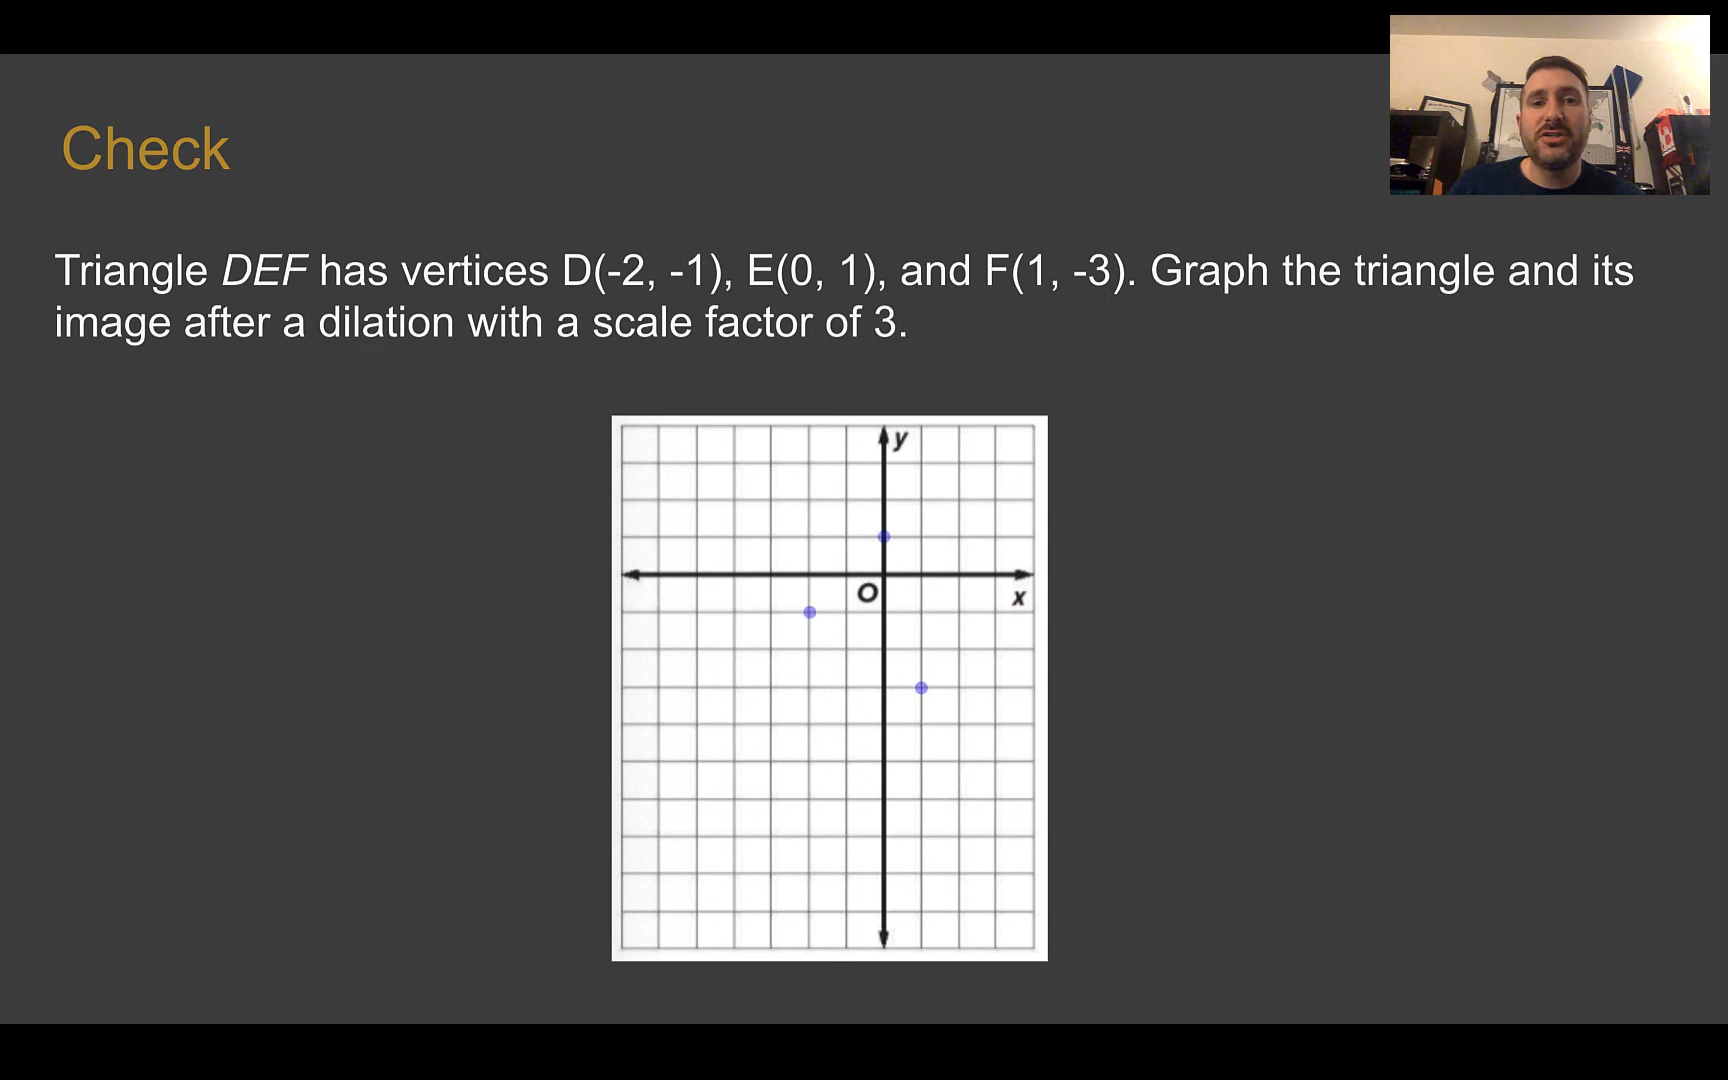 Check
Triangle DEF has vertices D(-2, -1), E(0, 1), and F(1, -3). Graph the triangle and its
image after a dilation with a scale factor of 3.
y
O
x